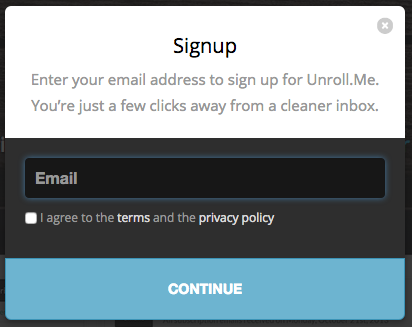 Signup
Enter your email address to sign up for Unroll.Me.
You're just a few clicks away from a cleaner inbox.
Email
I agree to the terms and the privacy policy
CONTINUE